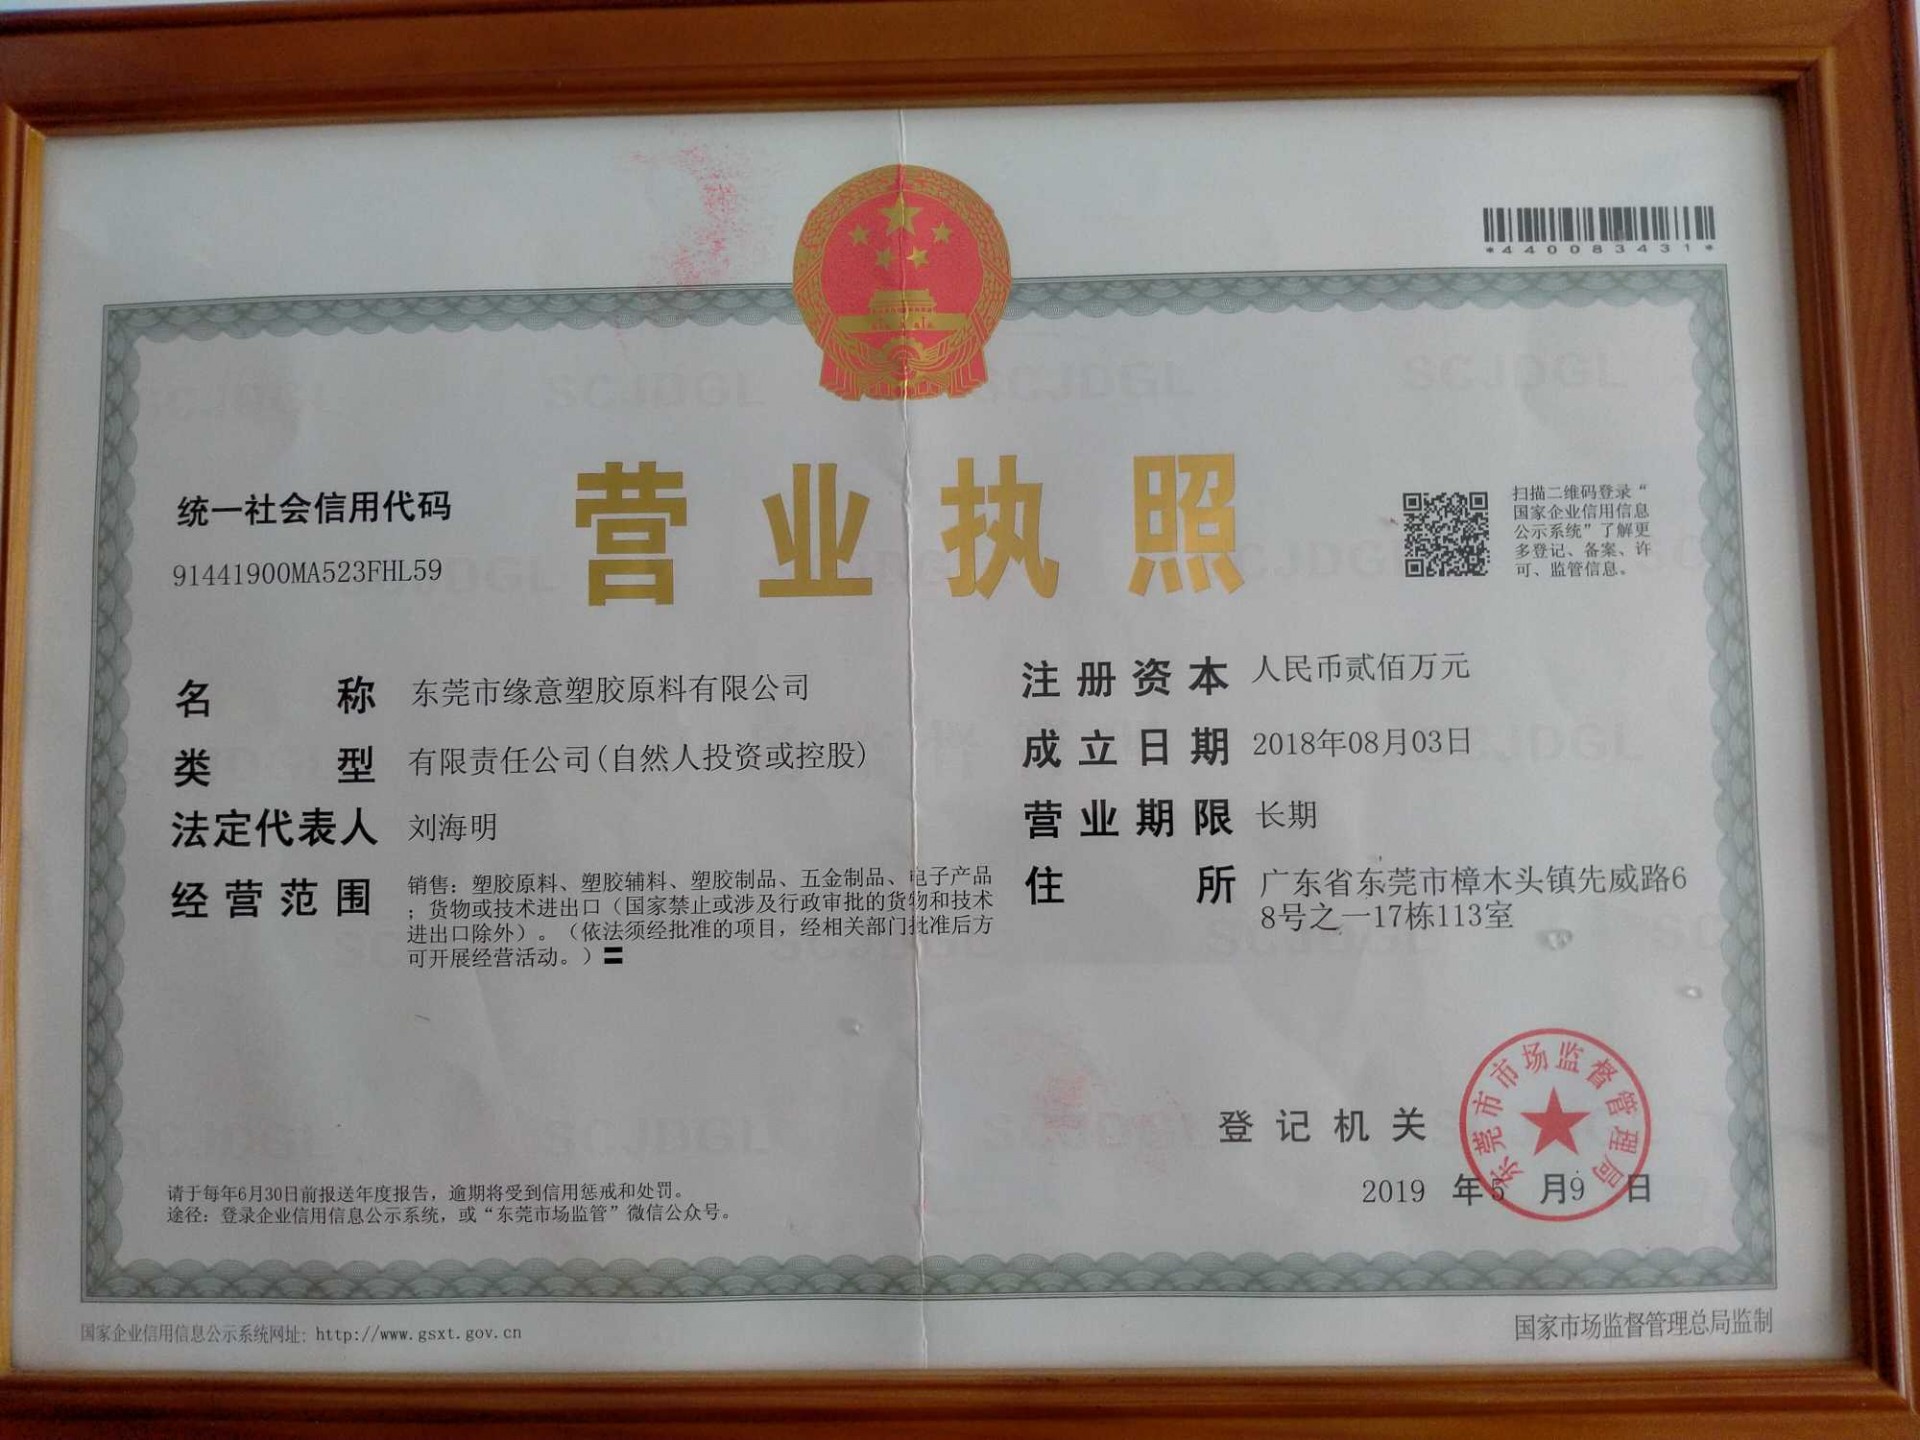 *440083431*
统一社会信用代码
91441900MA523FHL59
营业执照
扫描二维码登录“
国家企业信用信息
公示系统”了解更
多登记、备案、许
可、监管信息。
名称 东莞市缘意塑胶原料有限公司
类型 有限责任公司(自然人投资或控股)
法定代表人 刘海明
经营范围 销售：塑胶原料、塑胶辅料、塑胶制品、五金制品、电子产品
；货物或技术进出口（国家禁止或涉及行政审批的货物和技术
进出口除外）。（依法须经批准的项目，经相关部门批准后方
可开展经营活动。）〓
注册资本 人民币贰佰万元
成立日期 2018年08月03日
营业期限 长期
住所 广东省东莞市樟木头镇先威路6
8号之一17栋113室
登记机关
东莞市市场监督管理局
2019 年5 月9 日
请于每年6月30日前报送年度报告，逾期将受到信用惩戒和处罚。
途径：登录企业信用信息公示系统，或“东莞市场监管”微信公众号。
国家企业信用信息公示系统网址: http://www.gsxt.gov.cn
国家市场监督管理总局监制
SCJDGL